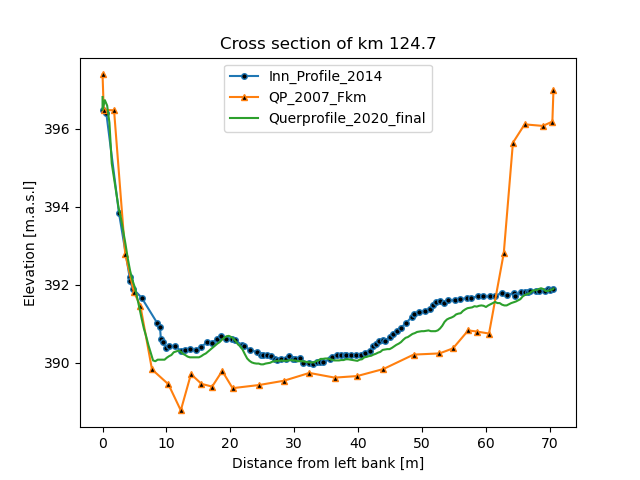 Cross section of km 124.7
Inn_Profile_2014
QP_2007_Fkm
Querprofile_2020_final
Elevation [m.a.s.l]
396
394
392
390
0 10 20 30 40 50 60 70
Distance from left bank [m]